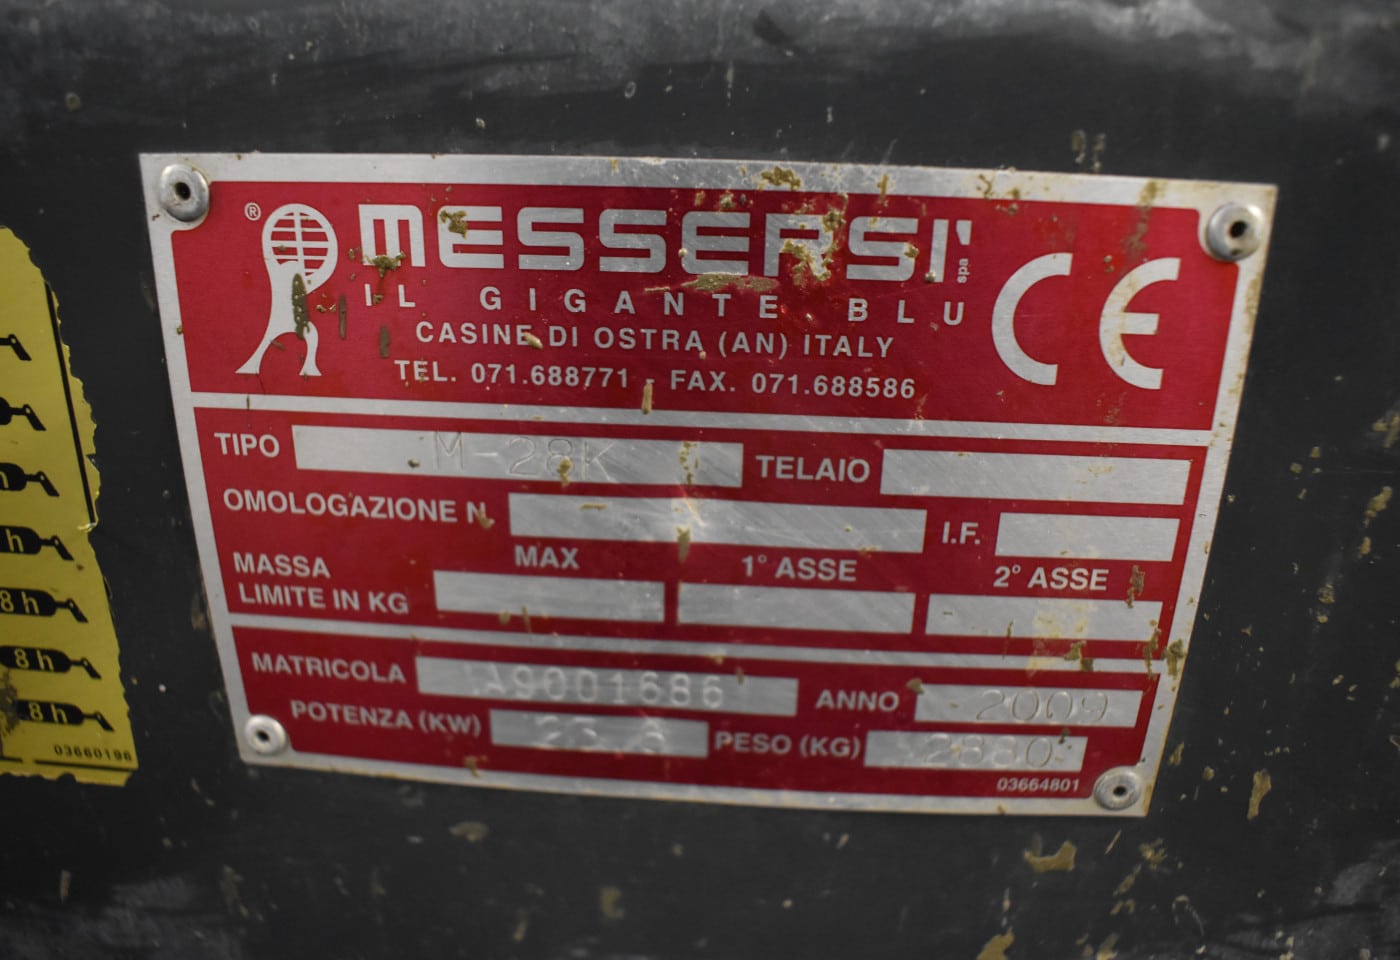 ® MESSERSI' spa
IL GIGANTE BLU
CASINE DI OSTRA (AN) ITALY
TEL. 071.688771 - FAX. 071.688586
CE
TIPO M-28K TELAIO
OMOLOGAZIONE N. I.F.
MASSA LIMITE IN KG MAX 1° ASSE 2° ASSE
MATRICOLA A9001686 ANNO 2009
POTENZA (KW) PESO (KG) 2880
03664801
h
8 h
8 h
8 h
03660196